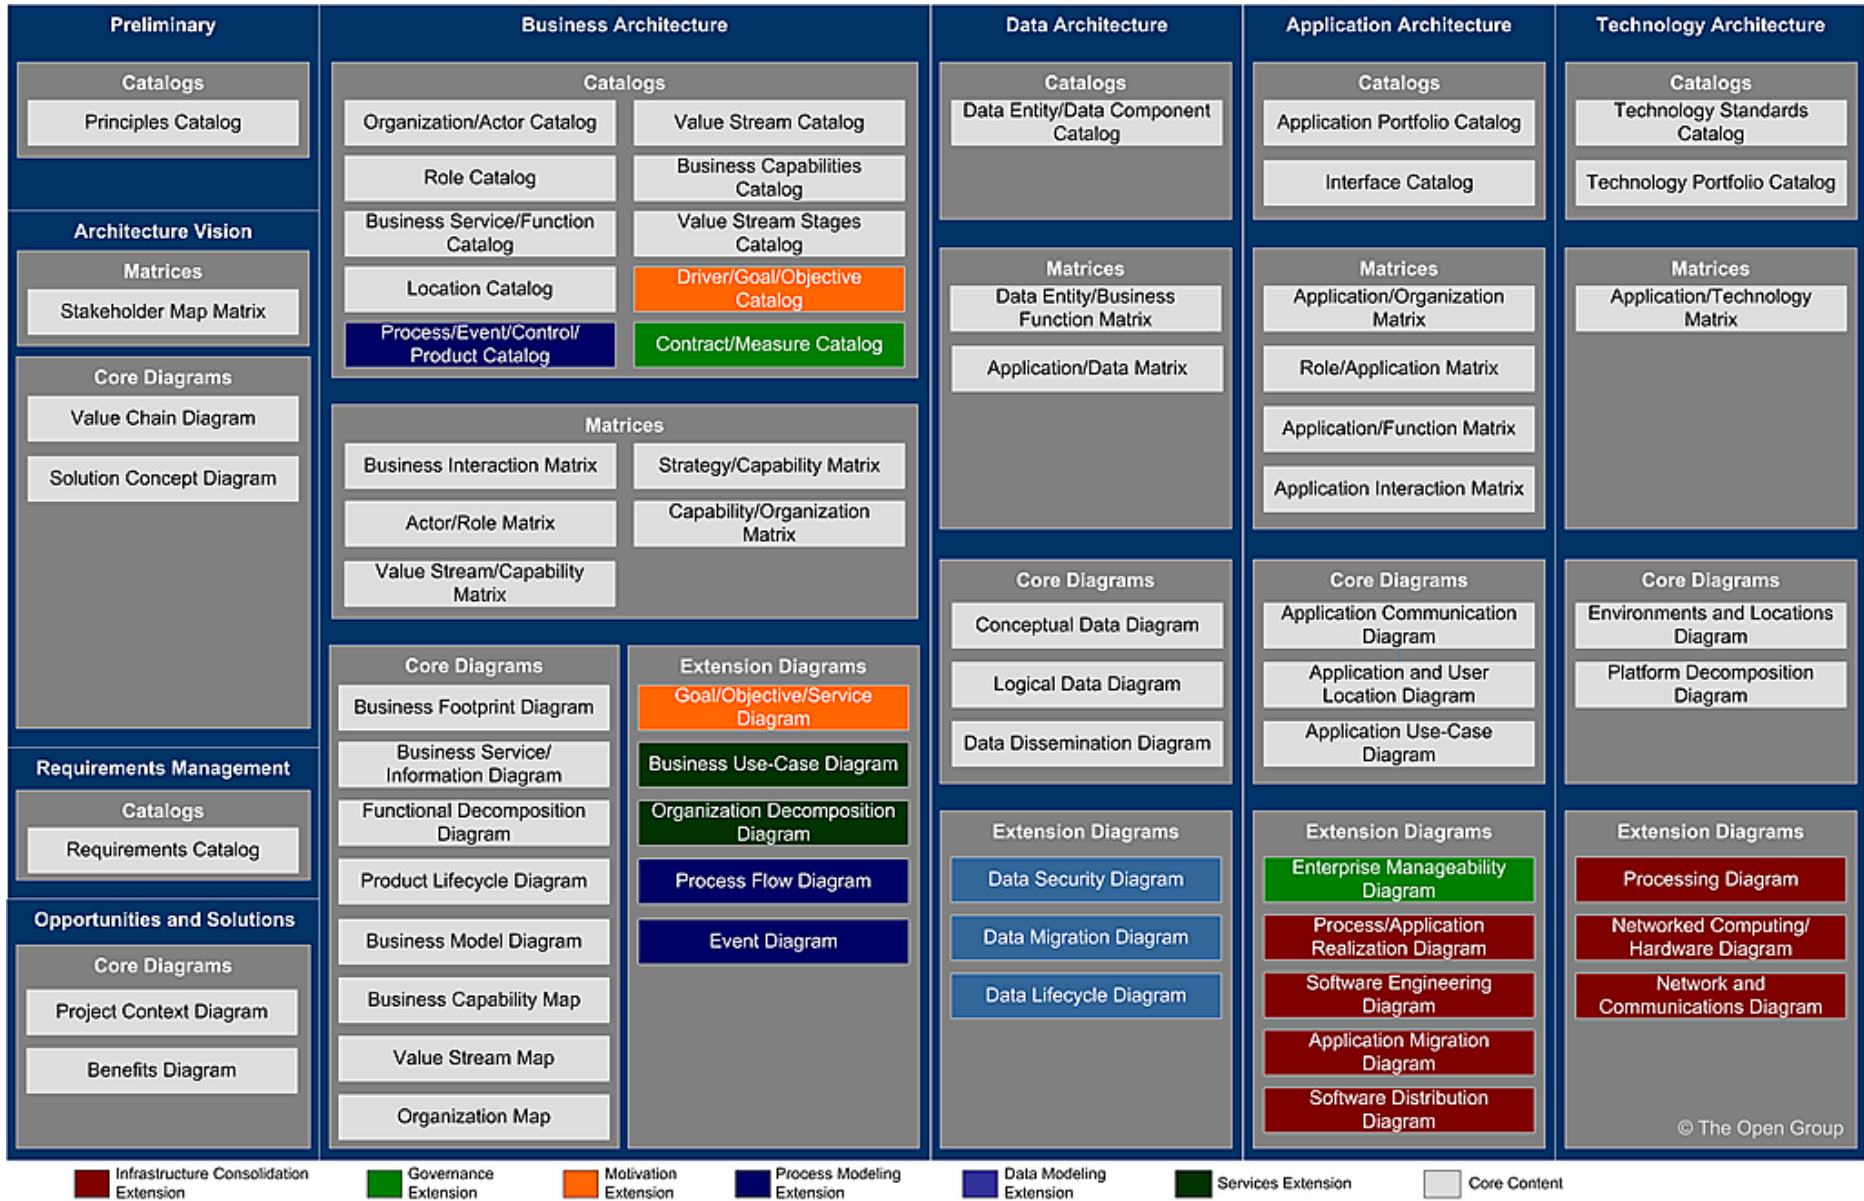 Preliminary
Catalogs
Principles Catalog
Architecture Vision
Matrices
Stakeholder Map Matrix
Core Diagrams
Value Chain Diagram
Solution Concept Diagram
Requirements Management
Catalogs
Requirements Catalog
Opportunities and Solutions
Core Diagrams
Project Context Diagram
Benefits Diagram
Business Architecture
Catalogs
Organization/Actor Catalog
Role Catalog
Business Service/Function
Catalog
Location Catalog
Process/Event/Control/
Product Catalog
Value Stream Catalog
Business Capabilities
Catalog
Value Stream Stages
Catalog
Driver/Goal/Objective
Catalog
Contract/Measure Catalog
Matrices
Business Interaction Matrix
Actor/Role Matrix
Value Stream/Capability
Matrix
Strategy/Capability Matrix
Capability/Organization
Matrix
Core Diagrams
Business Footprint Diagram
Business Service/
Information Diagram
Functional Decomposition
Diagram
Product Lifecycle Diagram
Business Model Diagram
Business Capability Map
Value Stream Map
Organization Map
Extension Diagrams
Goal/Objective/Service
Diagram
Business Use-Case Diagram
Organization Decomposition
Diagram
Process Flow Diagram
Event Diagram
Data Architecture
Catalogs
Data Entity/Data Component
Catalog
Matrices
Data Entity/Business
Function Matrix
Application/Data Matrix
Core Diagrams
Conceptual Data Diagram
Logical Data Diagram
Data Dissemination Diagram
Extension Diagrams
Data Security Diagram
Data Migration Diagram
Data Lifecycle Diagram
Application Architecture
Catalogs
Application Portfolio Catalog
Interface Catalog
Matrices
Application/Organization
Matrix
Role/Application Matrix
Application/Function Matrix
Application Interaction Matrix
Core Diagrams
Application Communication
Diagram
Application and User
Location Diagram
Application Use-Case
Diagram
Extension Diagrams
Enterprise Manageability
Diagram
Process/Application
Realization Diagram
Software Engineering
Diagram
Application Migration
Diagram
Software Distribution
Diagram
Technology Architecture
Catalogs
Technology Standards
Catalog
Technology Portfolio Catalog
Matrices
Application/Technology
Matrix
Core Diagrams
Environments and Locations
Diagram
Platform Decomposition
Diagram
Extension Diagrams
Processing Diagram
Networked Computing/
Hardware Diagram
Network and
Communications Diagram
© The Open Group
Infrastructure Consolidation
Extension
Governance
Extension
Motivation
Extension
Process Modeling
Extension
Data Modeling
Extension
Services Extension
Core Content